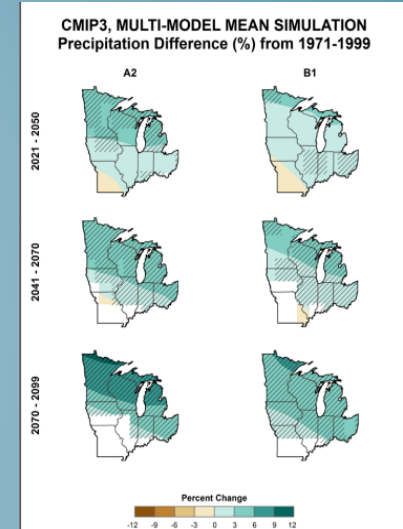 CMIP3, MULTI-MODEL MEAN SIMULATION
Precipitation Difference (%) from 1971-1999
A2
B1
2021 - 2050
2041 - 2070
2070 - 2099
Percent Change
-12 -9 -6 -3 0 3 6 9 12